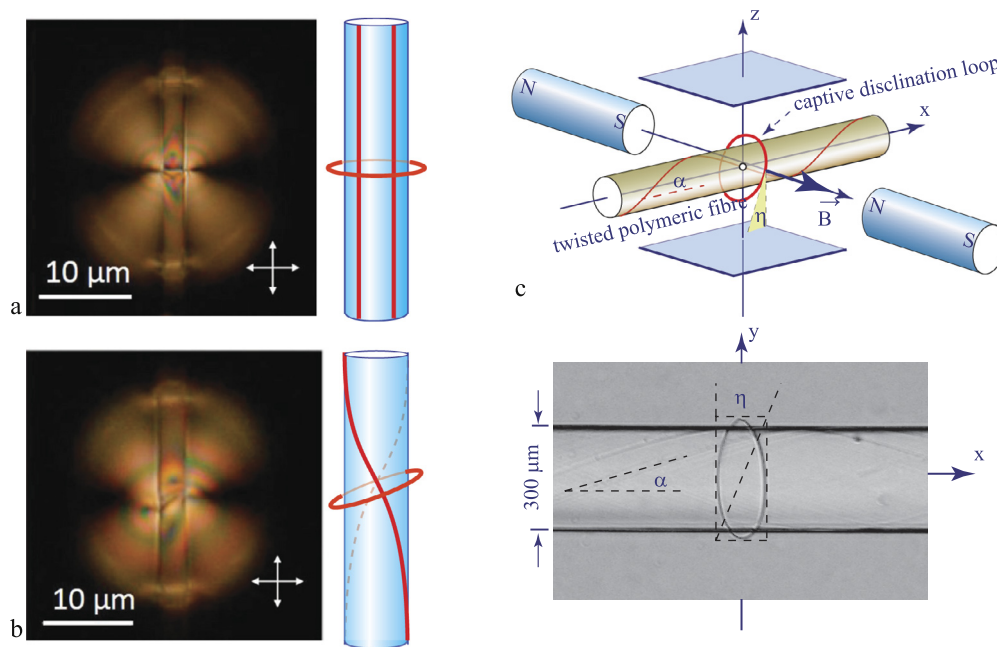 10 µm
a
10 µm
b
z
captive disclination loop
N
S
x
α
twisted polymeric fibre
η
B
N
S
c
y
η
300 µm
α
x